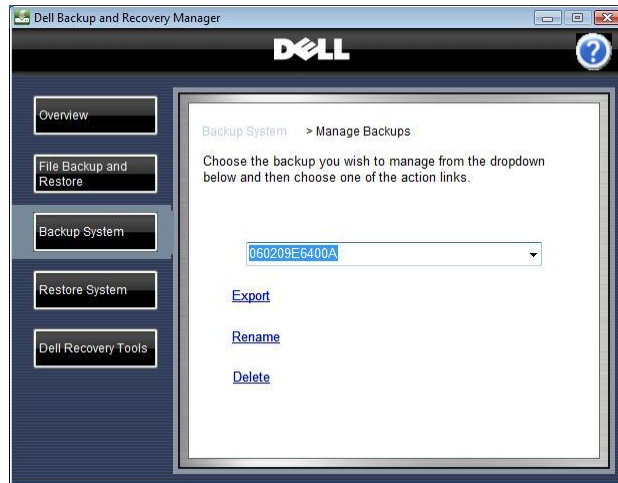 Dell Backup and Recovery Manager
DELL
?
Overview
File Backup and
Restore
Backup System
Restore System
Dell Recovery Tools
Backup System > Manage Backups
Choose the backup you wish to manage from the dropdown
below and then choose one of the action links.
060209E6400A
Export
Rename
Delete